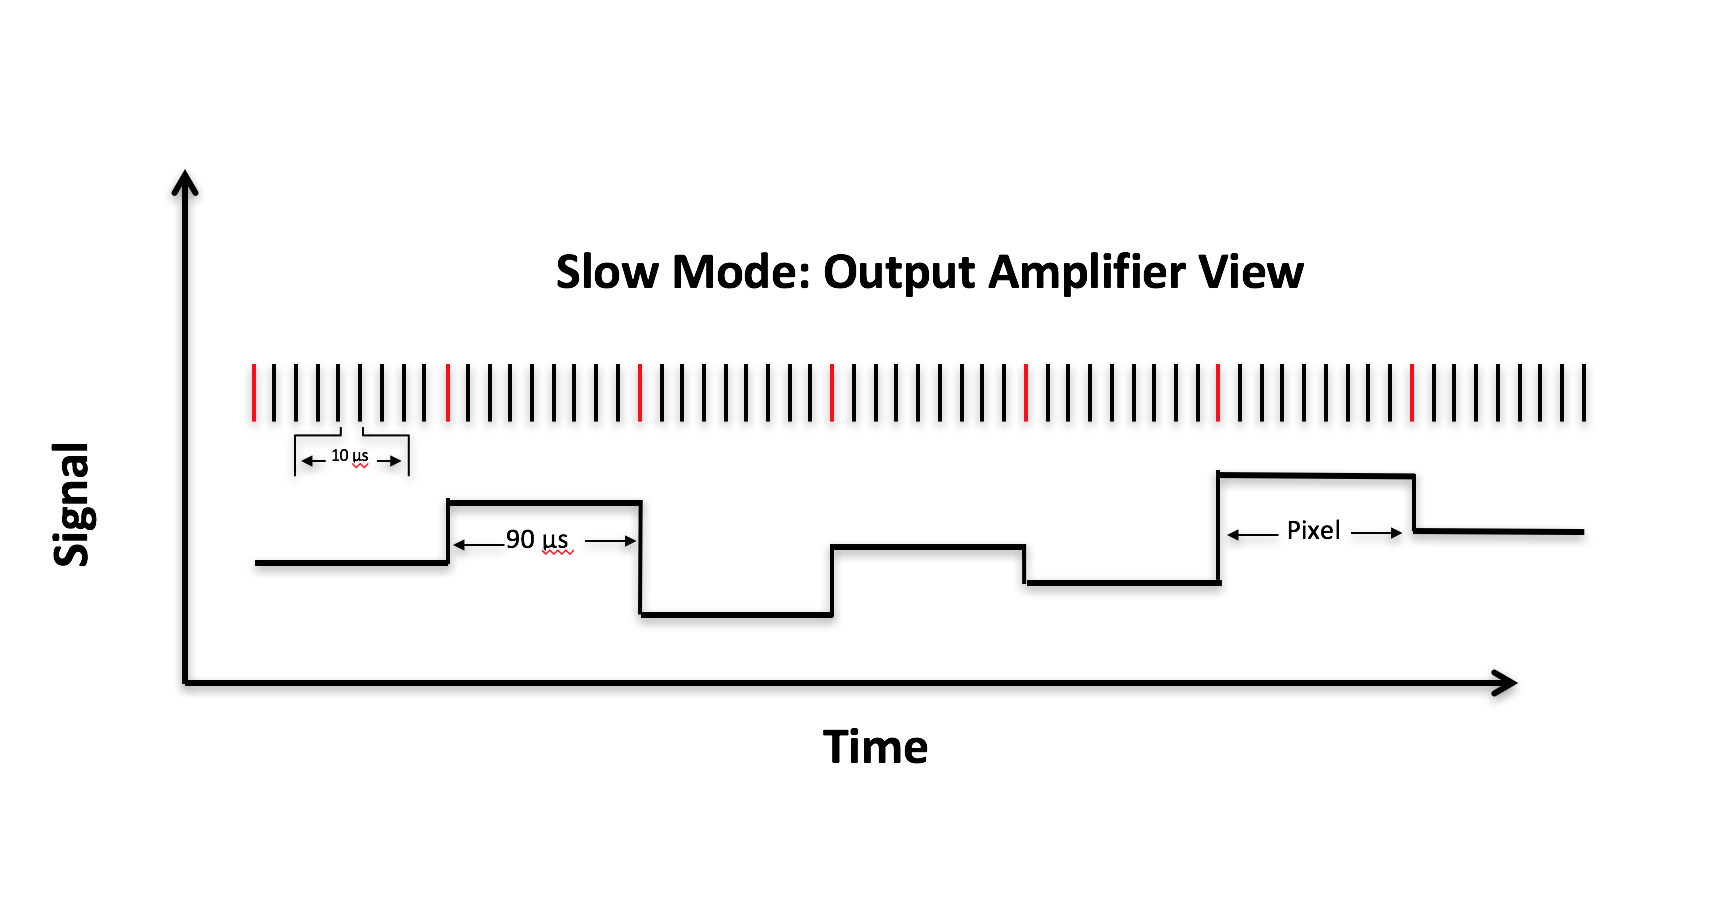 Slow Mode: Output Amplifier View
10 µs
Signal
90 µs
Pixel
Time